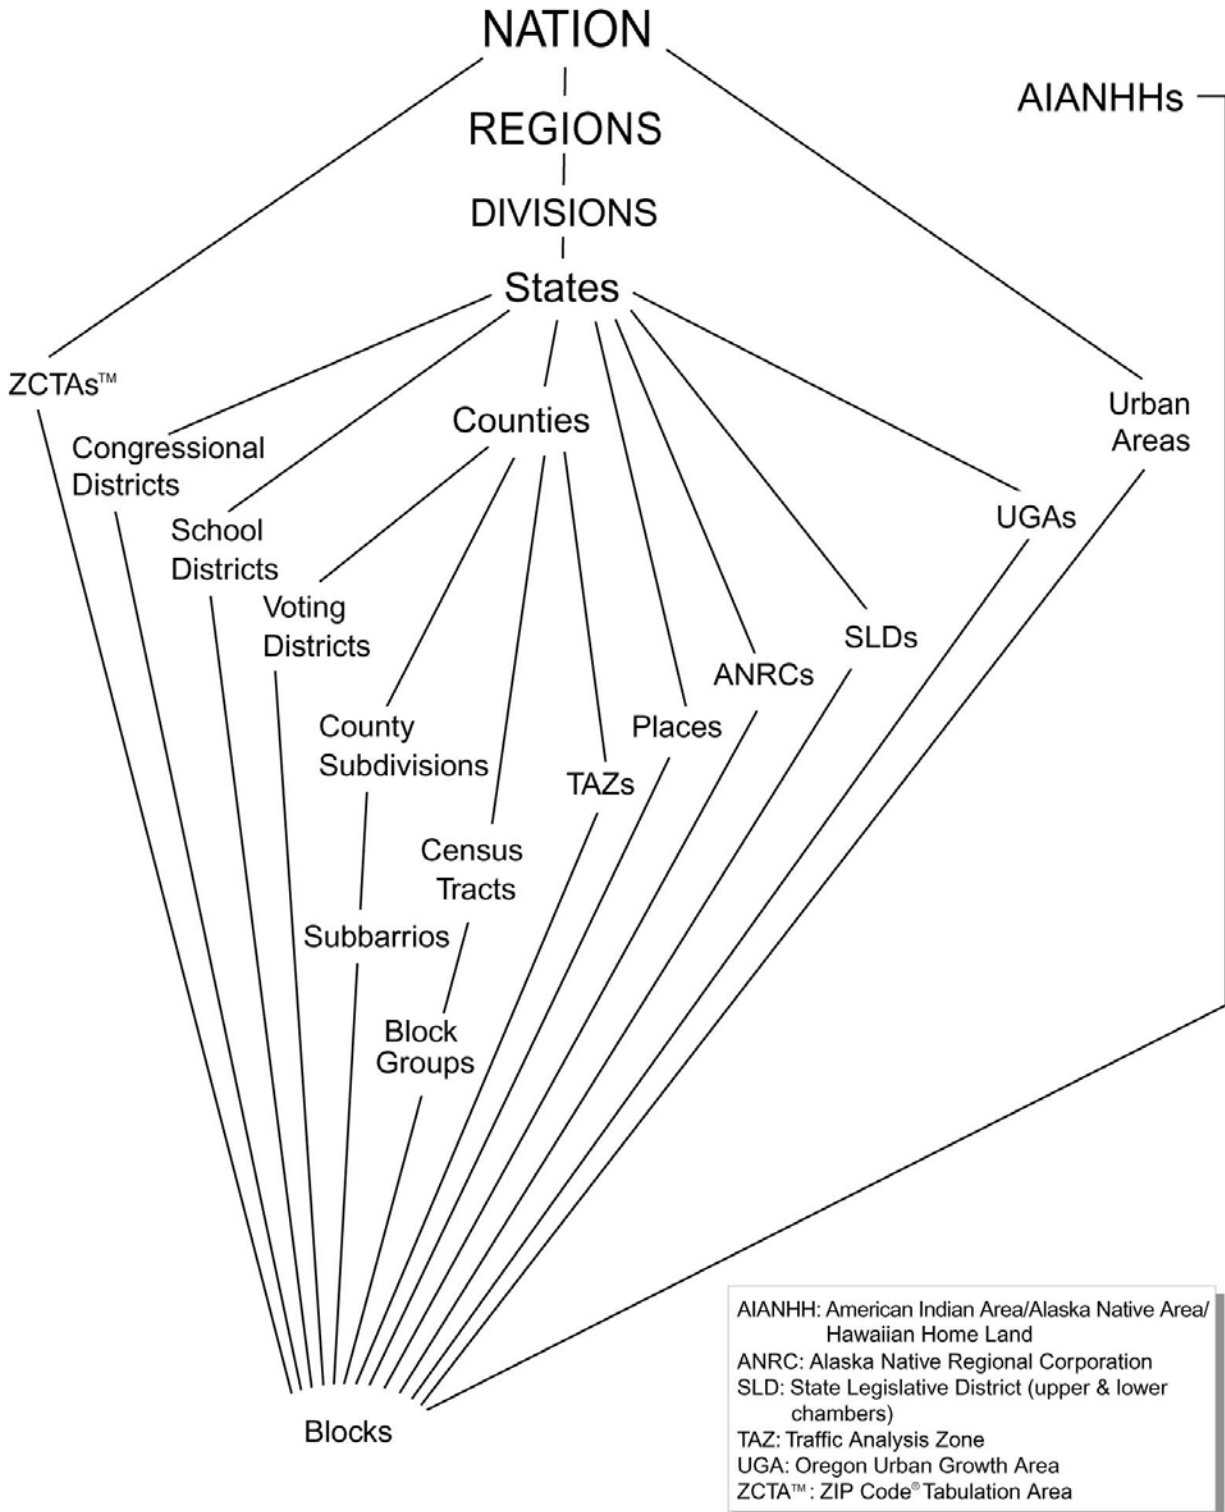 NATION
AIANHHs
REGIONS
DIVISIONS
States
ZCTAs™
Counties
Urban
Areas
Congressional
Districts
School
Districts
UGAs
Voting
Districts
SLDs
ANRCs
County
Subdivisions
Places
TAZs
Census
Tracts
Subbarrios
Block
Groups
Blocks
AIANHH: American Indian Area/Alaska Native Area/
Hawaiian Home Land
ANRC: Alaska Native Regional Corporation
SLD: State Legislative District (upper & lower
chambers)
TAZ: Traffic Analysis Zone
UGA: Oregon Urban Growth Area
ZCTA™: ZIP Code® Tabulation Area